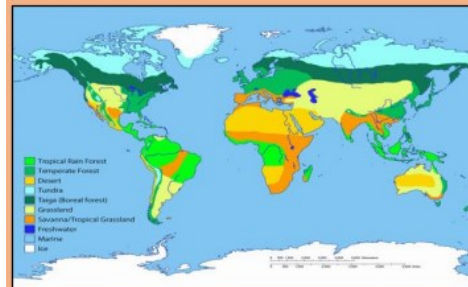 Tropical Rain Forest
Temperate Forest
Desert
Tundra
Taiga (Boreal forest)
Grassland
Savanna/Tropical Grassland
Freshwater
Marine
Ice